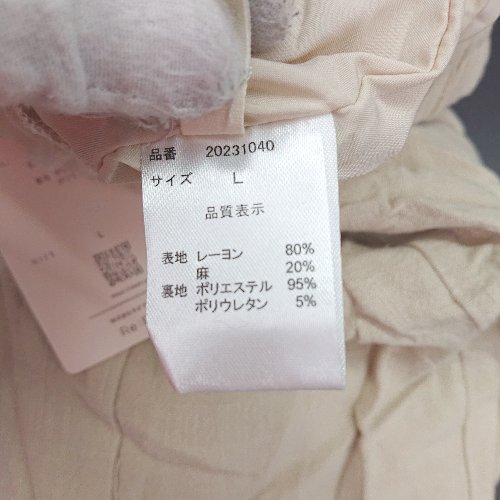 品番 20231040
サイズ L
品質表示
表地 レーヨン 80%
麻 20%
裏地 ポリエステル 95%
ポリウレタン 5%
L
Re